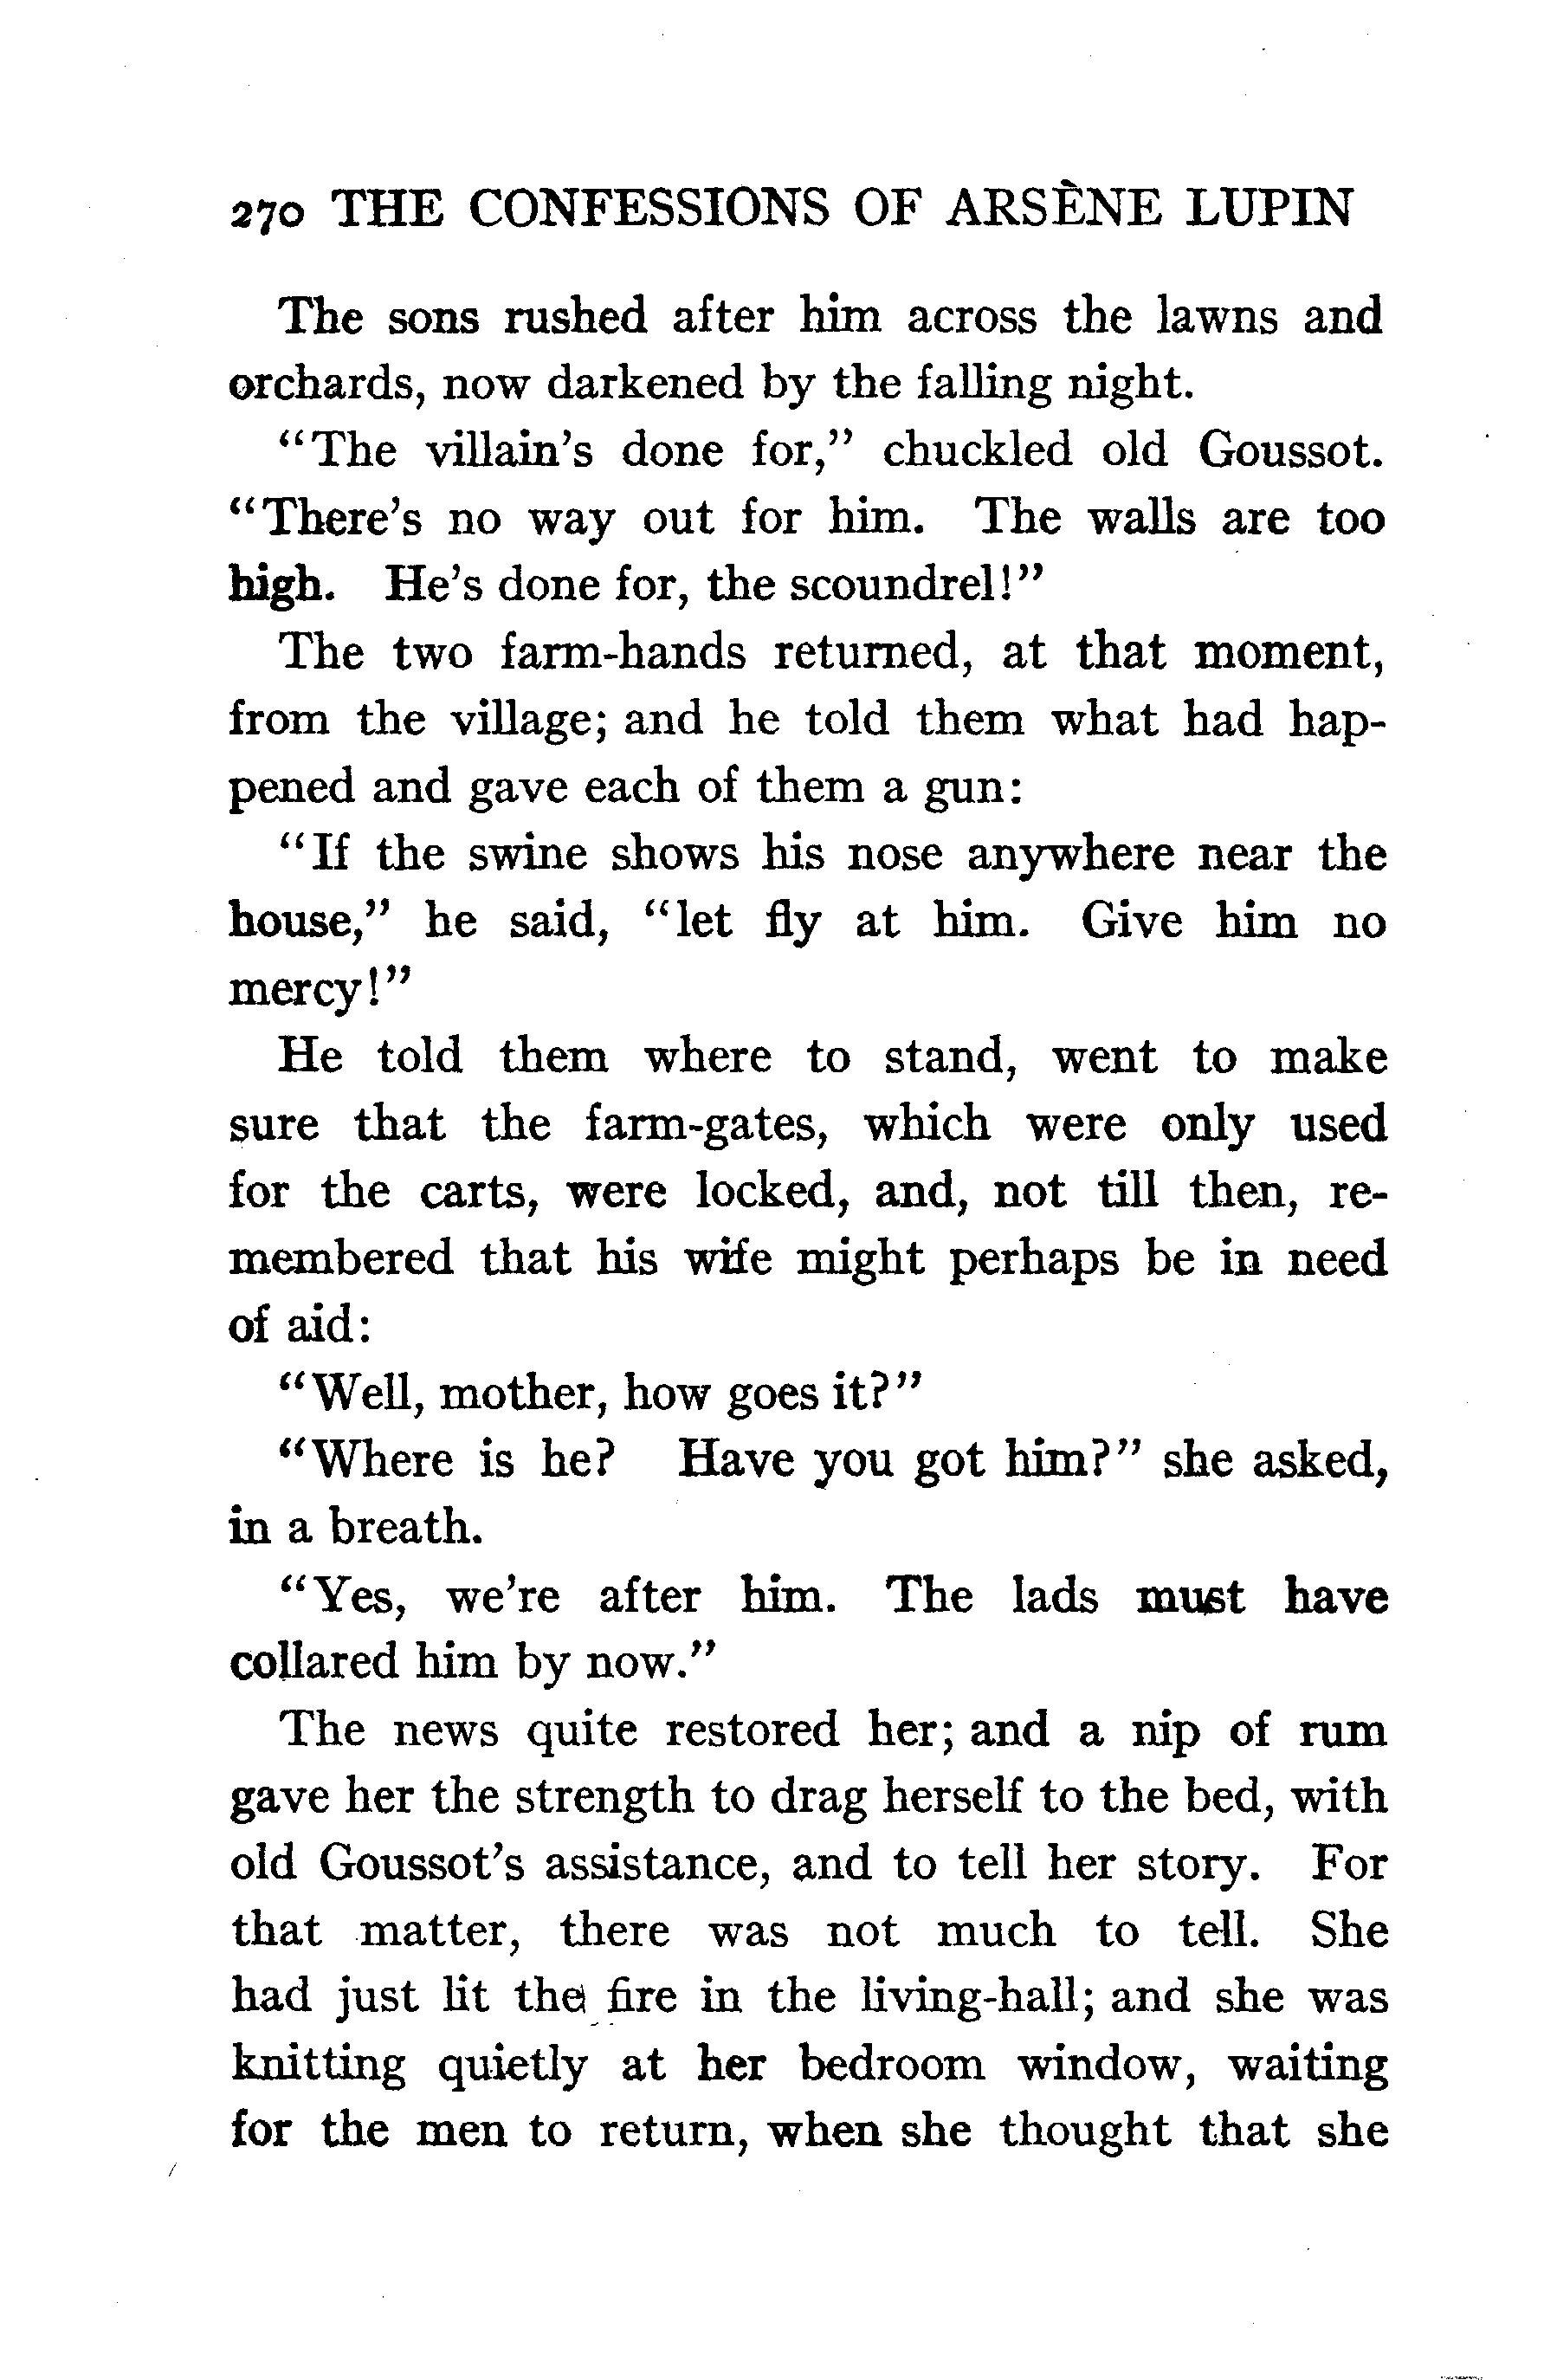 270 THE CONFESSIONS OF ARSÈNE LUPIN
The sons rushed after him across the lawns and
orchards, now darkened by the falling night.
"The villain's done for," chuckled old Goussot.
"There's no way out for him. The walls are too
high. He's done for, the scoundrel!"
The two farm-hands returned, at that moment,
from the village; and he told them what had hap-
pened and gave each of them a gun:
"If the swine shows his nose anywhere near the
house," he said, "let fly at him. Give him no
mercy!"
He told them where to stand, went to make
sure that the farm-gates, which were only used
for the carts, were locked, and, not till then, re-
membered that his wife might perhaps be in need
of aid:
"Well, mother, how goes it?"
"Where is he? Have you got him?" she asked,
in a breath.
"Yes, we're after him. The lads must have
collared him by now."
The news quite restored her; and a nip of rum
gave her the strength to drag herself to the bed, with
old Goussot's assistance, and to tell her story. For
that matter, there was not much to tell. She
had just lit the fire in the living-hall; and she was
knitting quietly at her bedroom window, waiting
for the men to return, when she thought that she